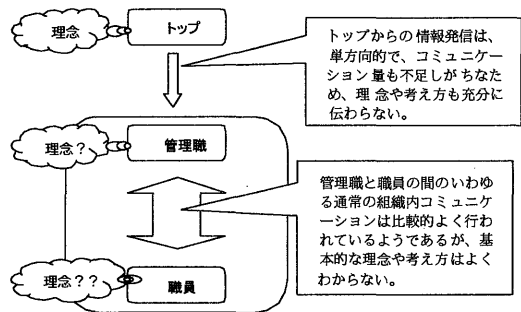 理念
トップ
トップからの情報発信は、
単方向的で、コミュニケー
ション量も不足しがちな
ため、理念や考え方も充分に
伝わらない。
理念?
管理職
管理職と職員の間のいわゆ
る通常の組織内コミュニ
ケーションは比較的よく行わ
れているようであるが、基
本的な理念や考え方はよく
わからない。
理念??
職員